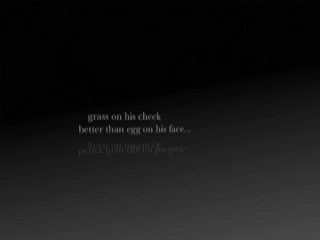 grass on his cheek
better than egg on his face...